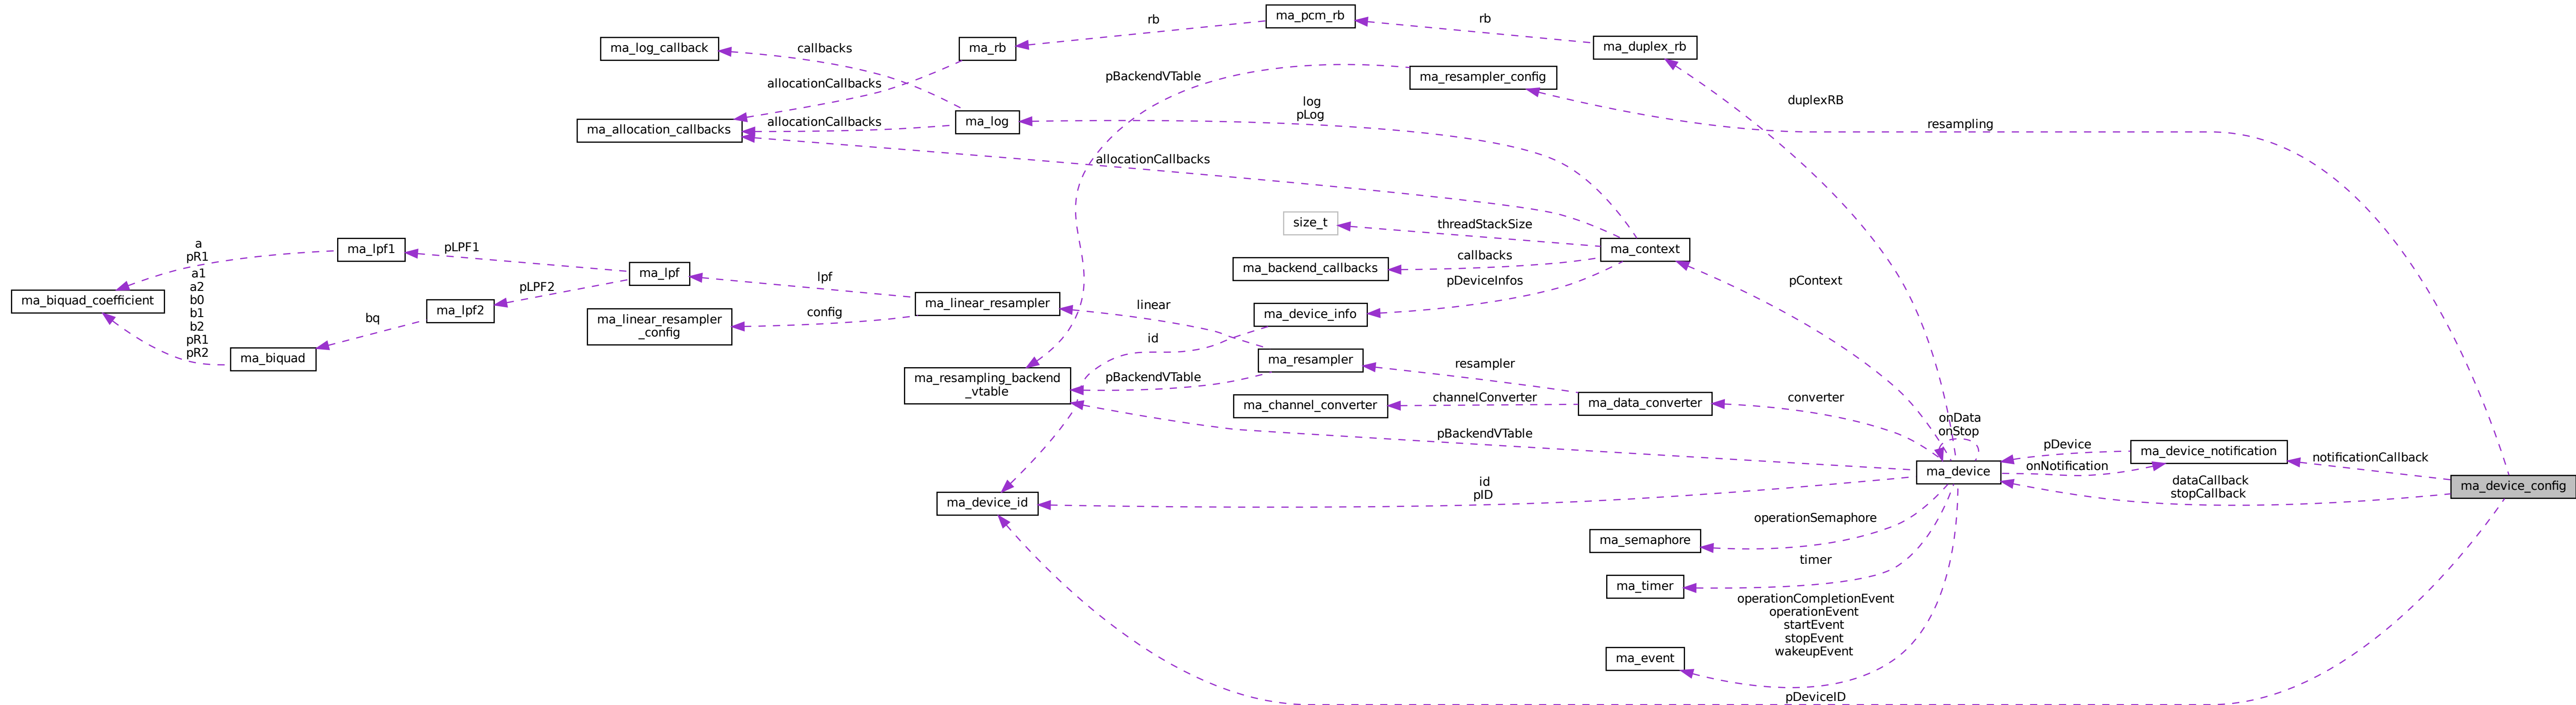 ma_pcm_rb
rb
rb
ma_log_callback
callbacks
ma_rb
ma_duplex_rb
pBackendVTable
ma_resampler_config
allocationCallbacks
duplexRB
log
pLog
ma_allocation_callbacks
allocationCallbacks
ma_log
resampling
allocationCallbacks
size_t
threadStackSize
ma_context
a
pR1
ma_lpf1
pLPF1
callbacks
ma_backend_callbacks
ma_lpf
lpf
pDeviceInfos
pContext
a1
a2
b0
b1
b2
pR1
pR2
ma_biquad_coefficient
pLPF2
ma_linear_resampler
linear
ma_device_info
ma_lpf2
bq
config
ma_linear_resampler
_config
id
ma_biquad
ma_resampler
resampler
ma_resampling_backend
_vtable
pBackendVTable
channelConverter
ma_channel_converter
ma_data_converter
converter
onData
onStop
pBackendVTable
pDevice
ma_device_notification
notificationCallback
onNotification
ma_device
id
pID
dataCallback
stopCallback
ma_device_config
ma_device_id
operationSemaphore
ma_semaphore
timer
ma_timer
operationCompletionEvent
operationEvent
startEvent
stopEvent
wakeupEvent
ma_event
pDeviceID